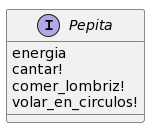 I Pepita
energia
cantar!
comer_lombriz!
volar_en_circulos!